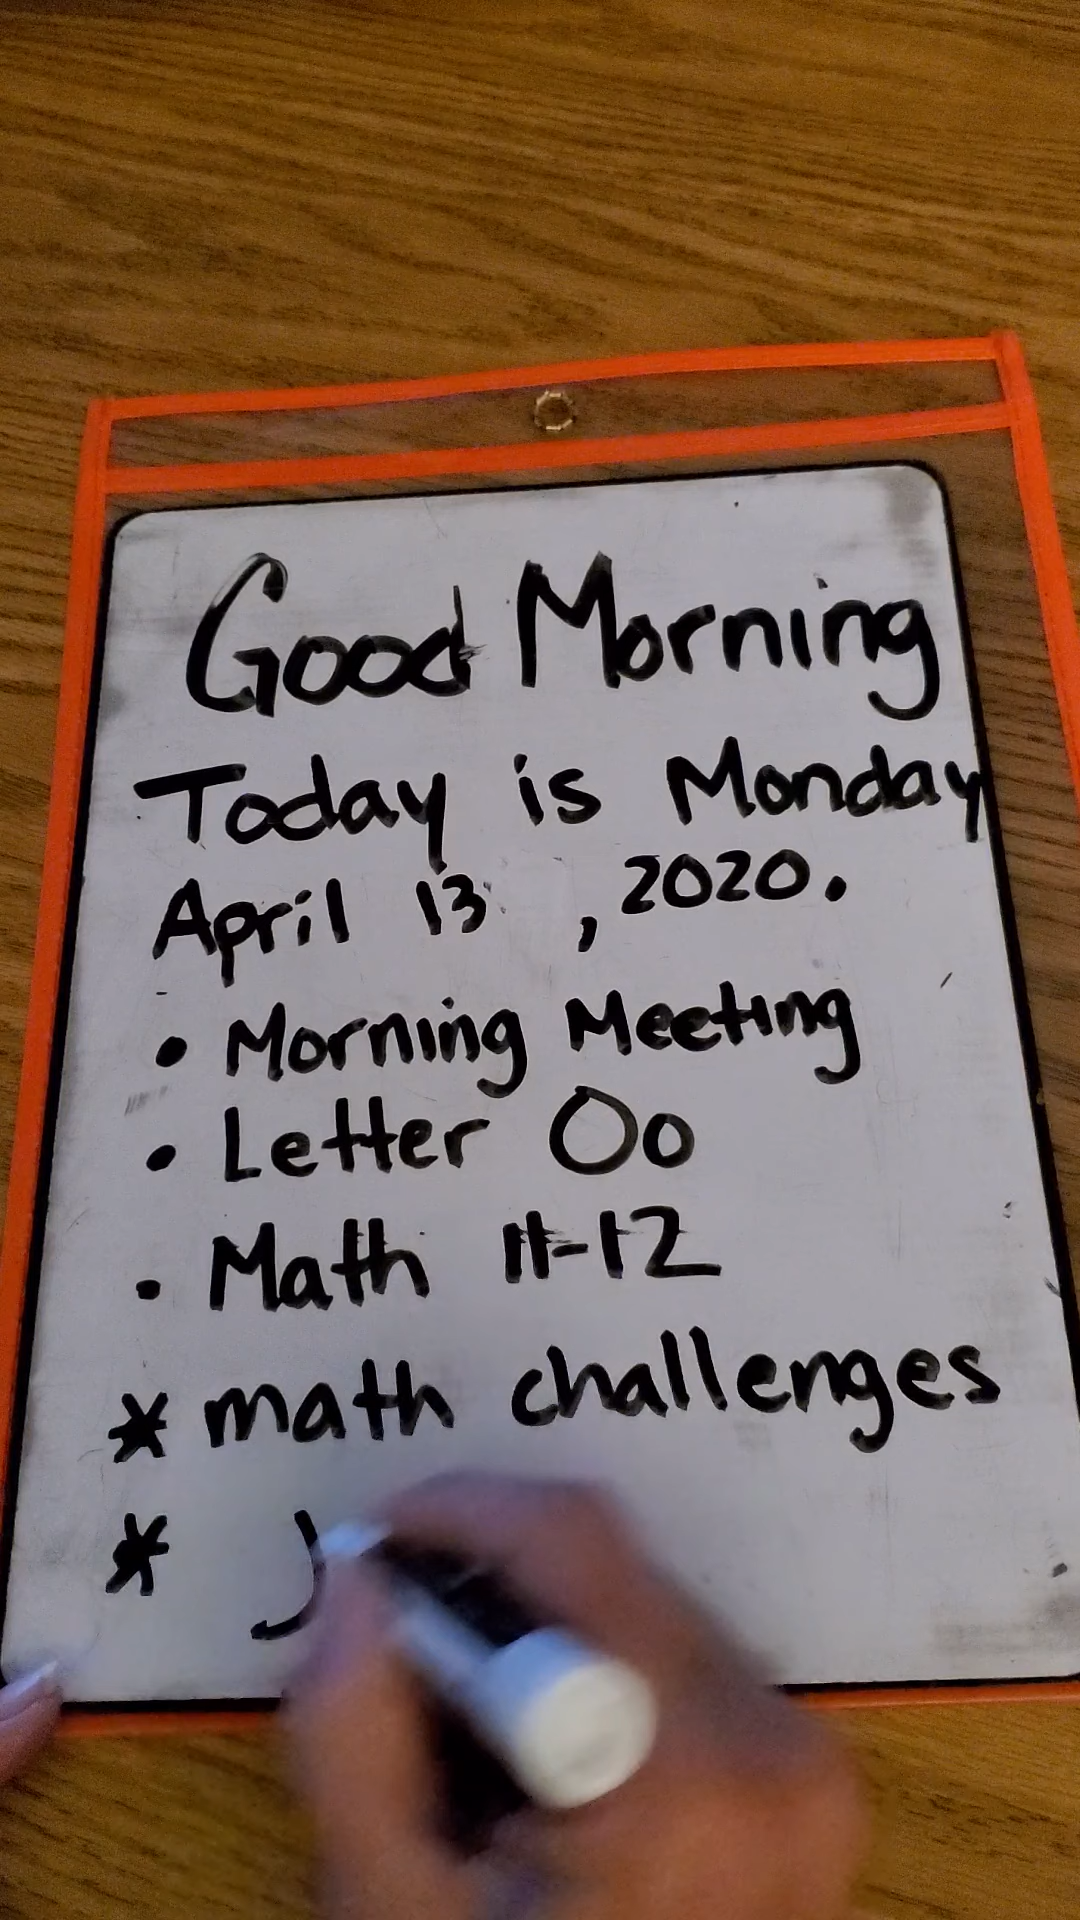 Good Morning
Today is Monday
April 13 , 2020.
• Morning Meeting
• Letter Oo
• Math 11-12
* math challenges
* J